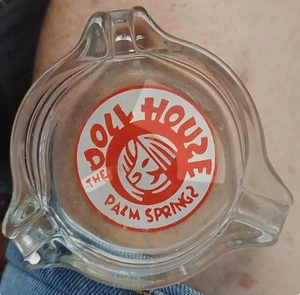 THE DOLL HOUSE
PALM SPRINGS